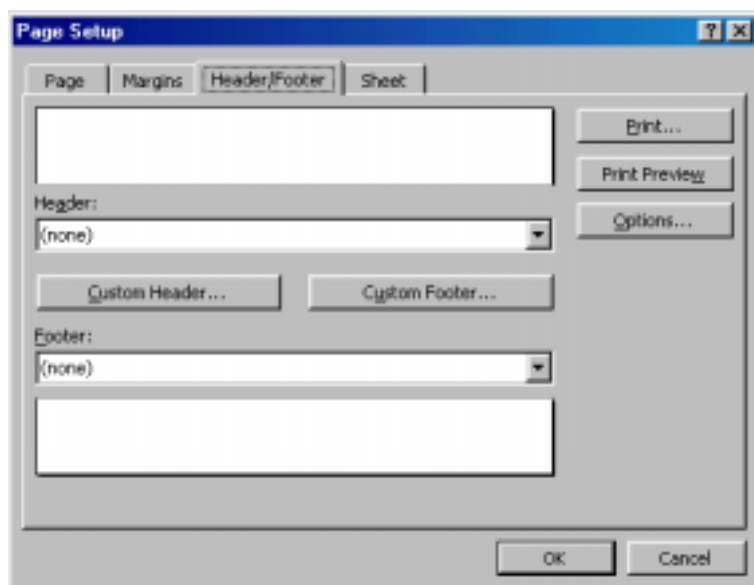 Page Setup
Page Margins Header/Footer Sheet
Print...
Print Preview
Header:
(none)
Options...
Custom Header... Custom Footer...
Footer:
(none)
OK Cancel